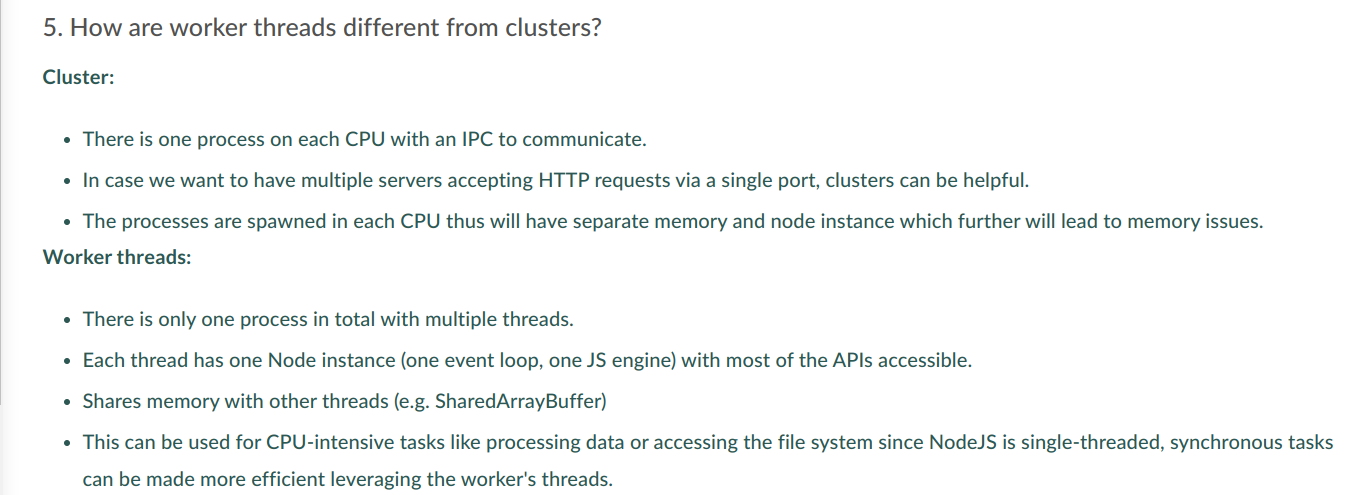 5. How are worker threads different from clusters?
Cluster:
• There is one process on each CPU with an IPC to communicate.
• In case we want to have multiple servers accepting HTTP requests via a single port, clusters can be helpful.
• The processes are spawned in each CPU thus will have separate memory and node instance which further will lead to memory issues.
Worker threads:
• There is only one process in total with multiple threads.
• Each thread has one Node instance (one event loop, one JS engine) with most of the APIs accessible.
• Shares memory with other threads (e.g. SharedArrayBuffer)
• This can be used for CPU-intensive tasks like processing data or accessing the file system since NodeJS is single-threaded, synchronous tasks
can be made more efficient leveraging the worker's threads.